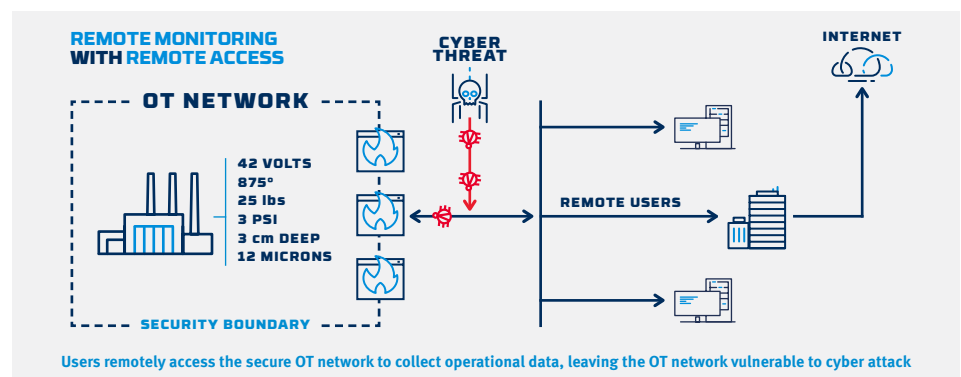 REMOTE MONITORING
WITH REMOTE ACCESS
CYBER
THREAT
INTERNET
OT NETWORK
42 VOLTS
875°
25 lbs
3 PSI
3 cm DEEP
12 MICRONS
REMOTE USERS
SECURITY BOUNDARY
Users remotely access the secure OT network to collect operational data, leaving the OT network vulnerable to cyber attack